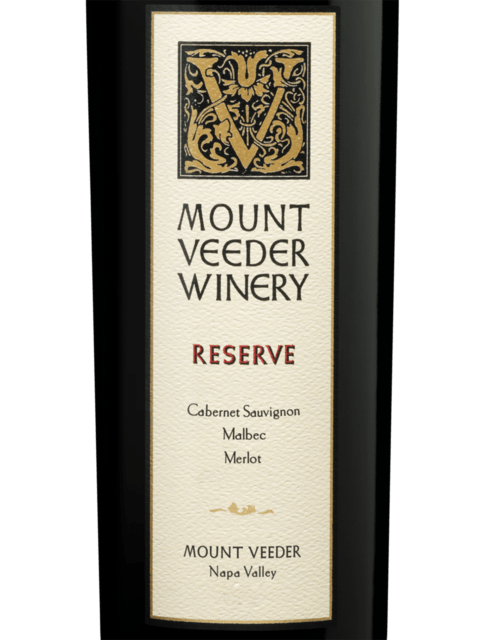 V
MOUNT
VEEDER
WINERY
RESERVE
Cabernet Sauvignon
Malbec
Merlot
MOUNT VEEDER
Napa Valley